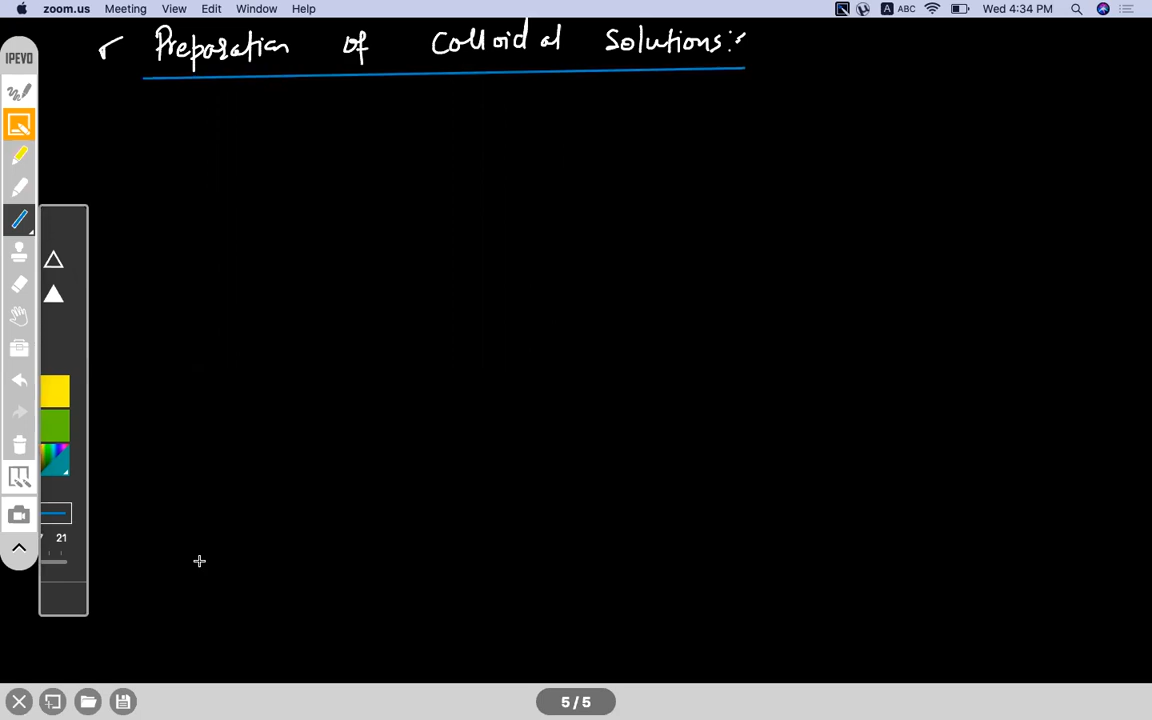 zoom.us Meeting View Edit Window Help A ABC Wed 4:34 PM
Preparation of Colloidal Solutions:-
IPEVO
21
5 / 5